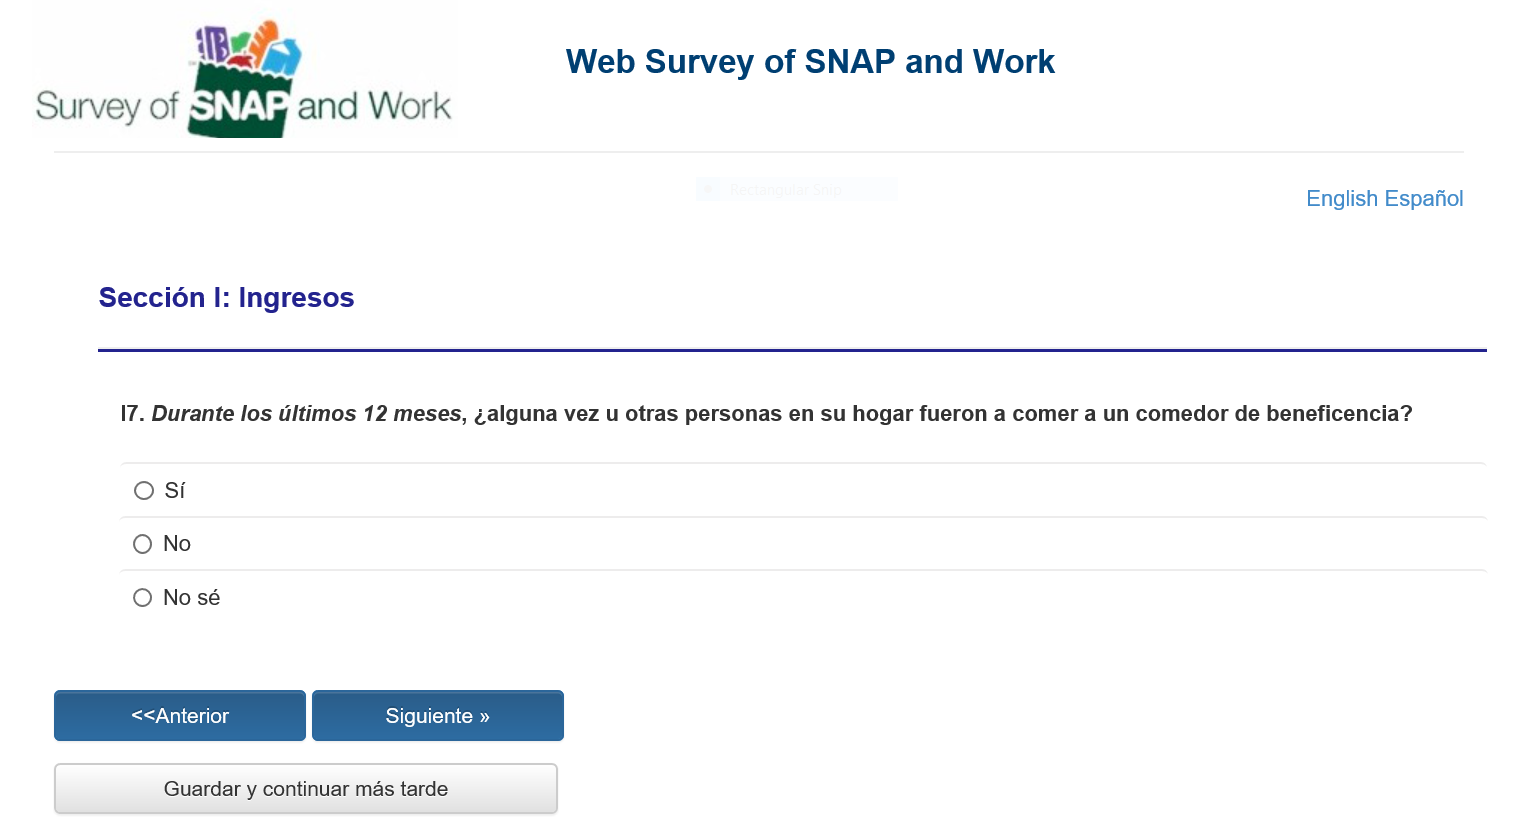 Survey of SNAP and Work
Web Survey of SNAP and Work
Rectangular Snip
English Español
Sección I: Ingresos
I7. Durante los últimos 12 meses, ¿alguna vez u otras personas en su hogar fueron a comer a un comedor de beneficencia?
Sí
No
No sé
<<Anterior
Siguiente »
Guardar y continuar más tarde